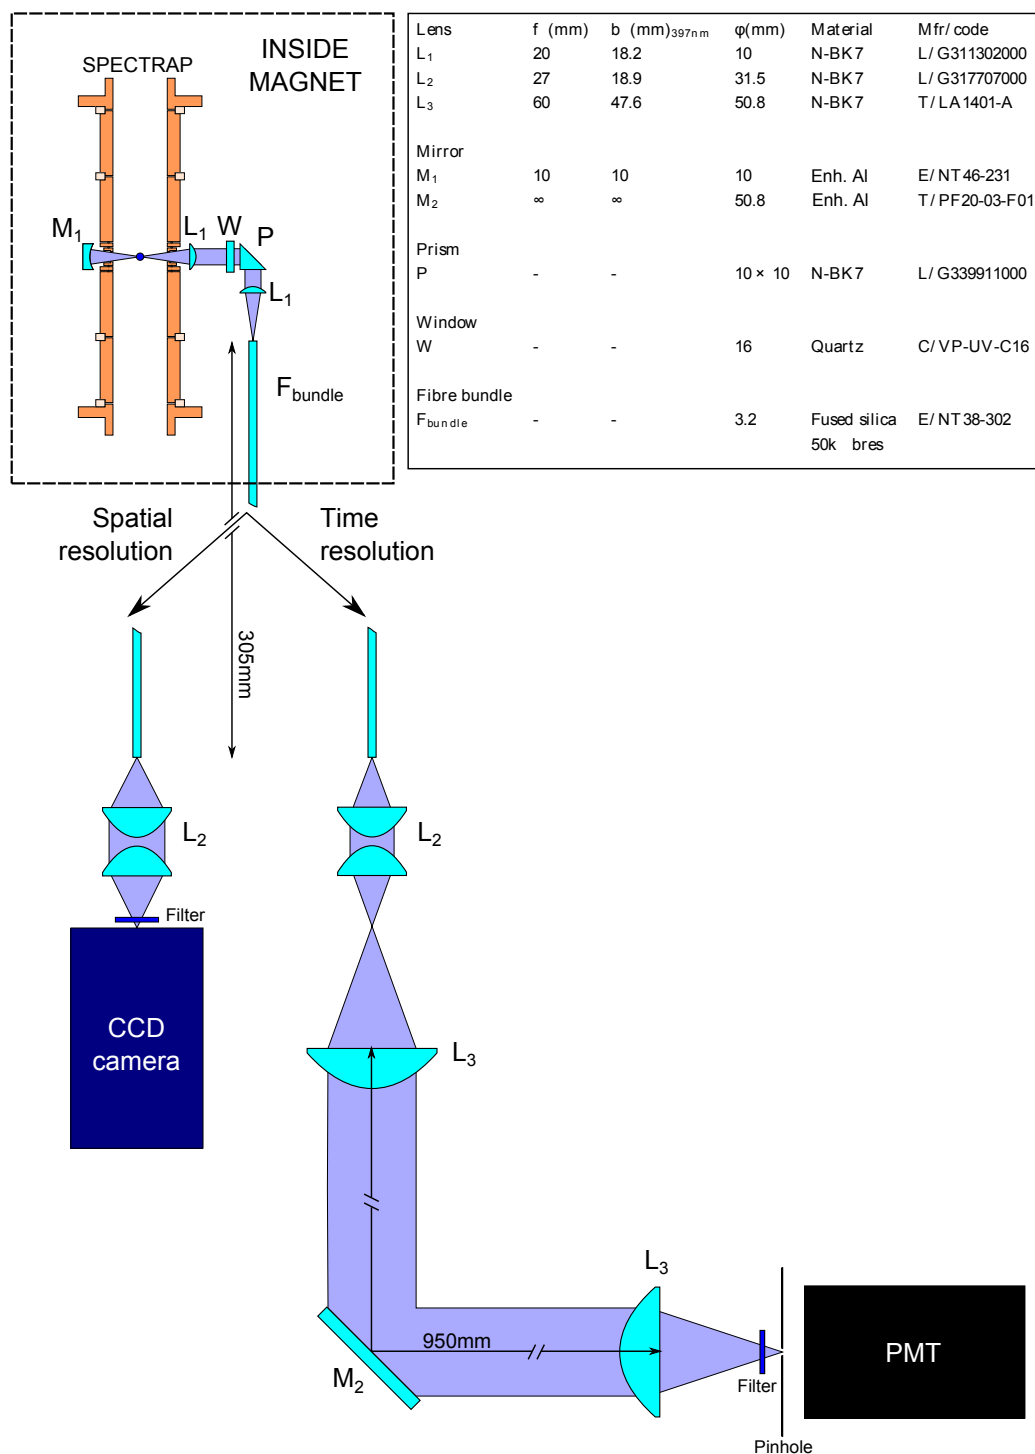 INSIDE
MAGNET
SPECTRAP
M1
L1
W
P
L1
Fbundle
Lens f (mm) b (mm)397nm φ(mm) Material Mfr/ code
L1 20 18.2 10 N-BK7 L/ G311302000
L2 27 18.9 31.5 N-BK7 L/ G317707000
L3 60 47.6 50.8 N-BK7 T/ LA1401-A
Mirror
M1 10 10 10 Enh. Al E/ NT46-231
M2 ∞ ∞ 50.8 Enh. Al T/ PF20-03-F01
Prism
P - - 10 × 10 N-BK7 L/ G339911000
Window
W - - 16 Quartz C/ VP-UV-C16
Fibre bundle
Fbundle - - 3.2 Fused silica E/ NT38-302
50k bres
Spatial
resolution
Time
resolution
305mm
L2
L2
Filter
CCD
camera
L3
L3
950mm
M2
Filter
PMT
Pinhole